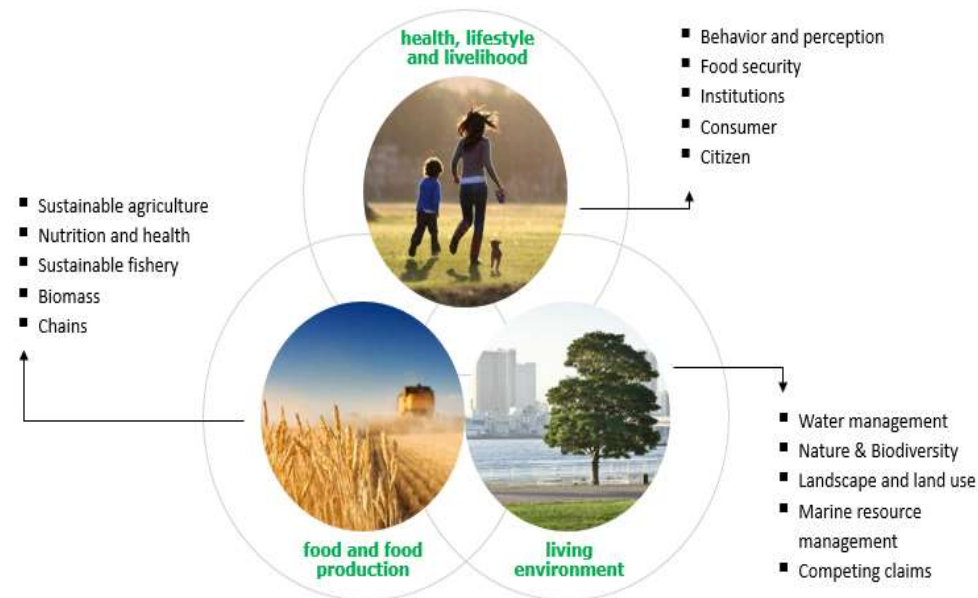 health, lifestyle
and livelihood
■ Behavior and perception
■ Food security
■ Institutions
■ Consumer
■ Citizen
■ Sustainable agriculture
■ Nutrition and health
■ Sustainable fishery
■ Biomass
■ Chains
food and food
production
living
environment
■ Water management
■ Nature & Biodiversity
■ Landscape and land use
■ Marine resource
management
■ Competing claims